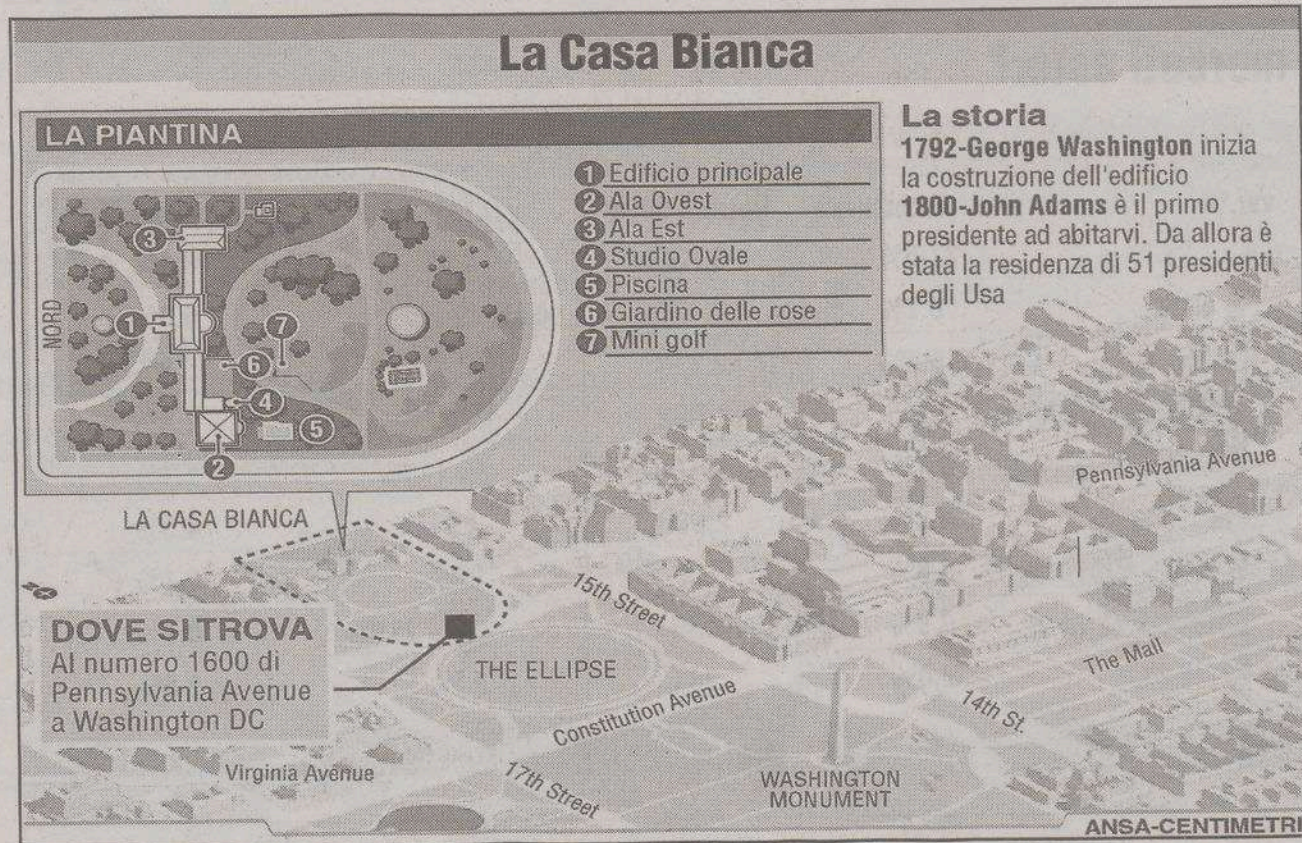 La Casa Bianca
LA PIANTINA
NORD
3
1
7
6
4
5
2
1 Edificio principale
2 Ala Ovest
3 Ala Est
4 Studio Ovale
5 Piscina
6 Giardino delle rose
7 Mini golf
La storia
1792-George Washington inizia
la costruzione dell'edificio
1800-John Adams è il primo
presidente ad abitarvi. Da allora è
stata la residenza di 51 presidenti
degli Usa
LA CASA BIANCA
Pennsylvania Avenue
15th Street
DOVE SI TROVA
Al numero 1600 di
Pennsylvania Avenue
a Washington DC
THE ELLIPSE
The Mall
Constitution Avenue
14th St.
Virginia Avenue
17th Street
WASHINGTON
MONUMENT
ANSA-CENTIMETRI